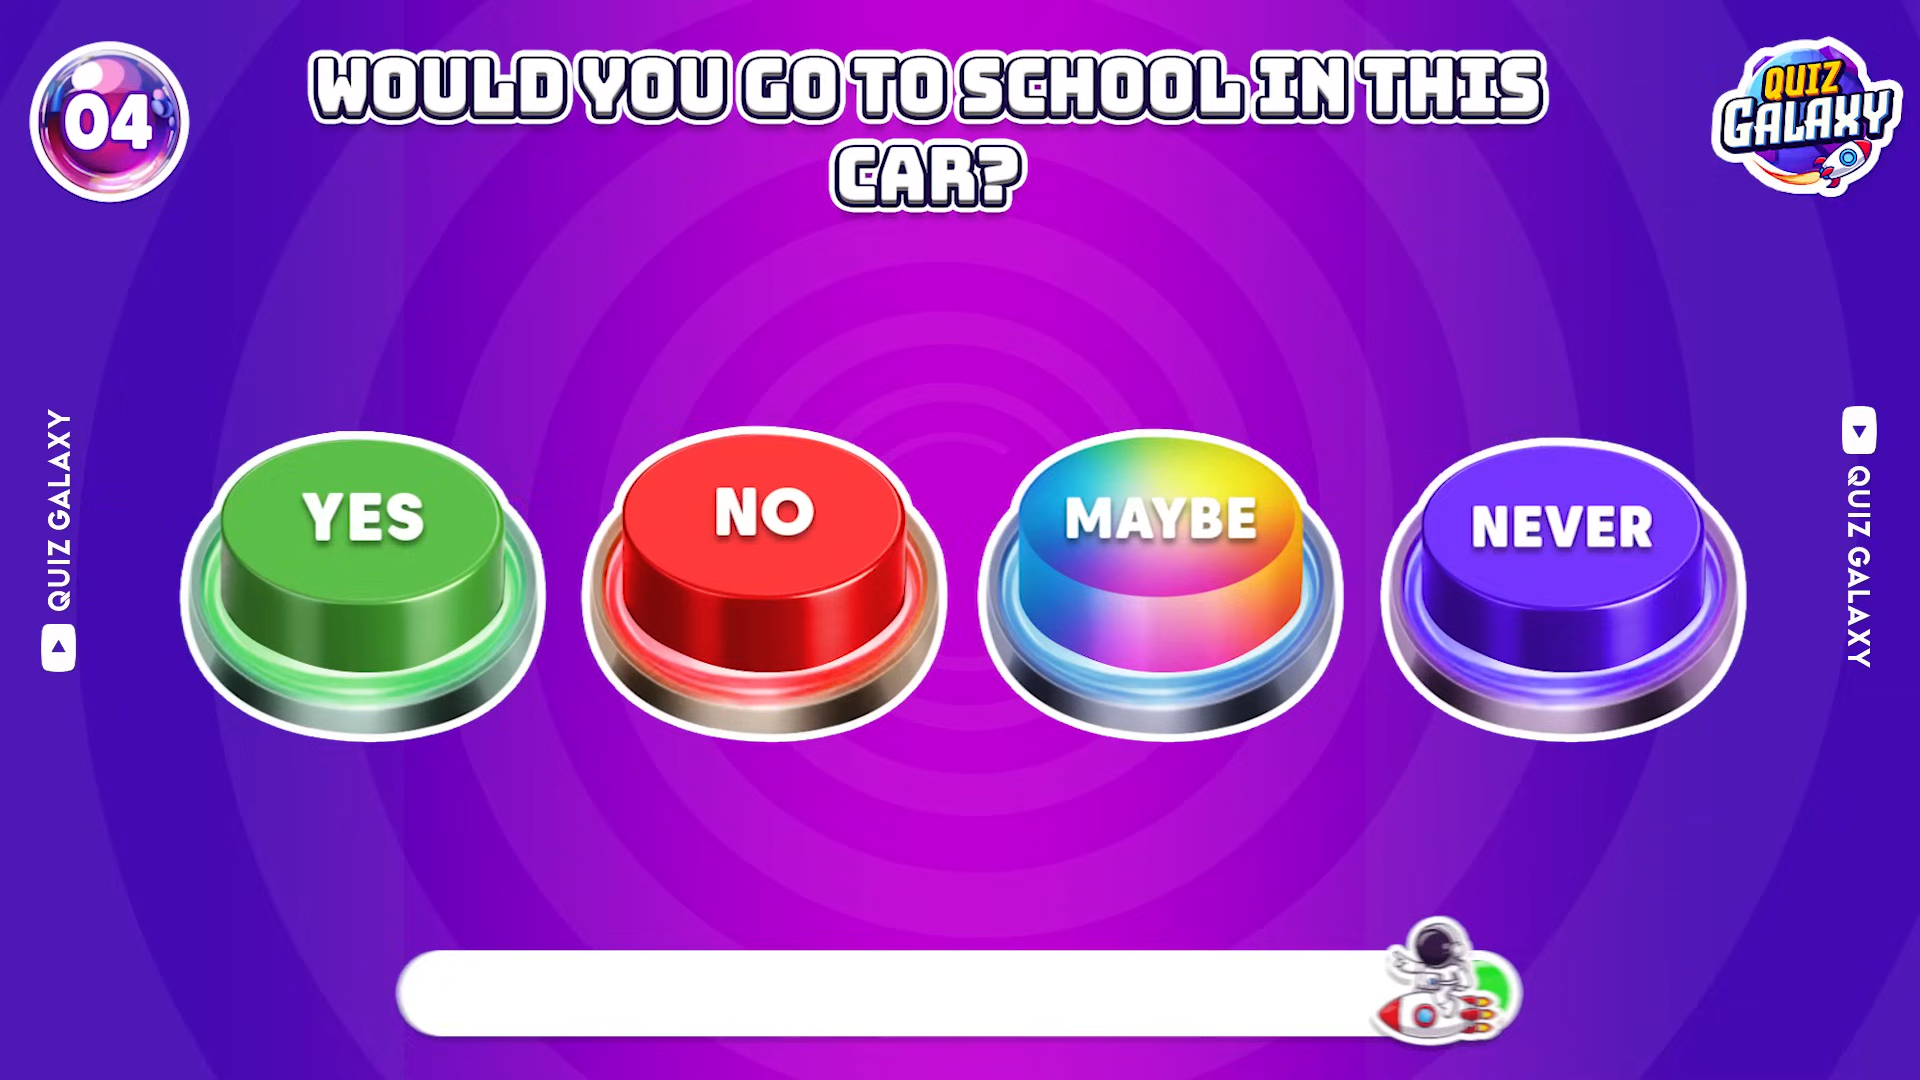 04
WOULD YOU GO TO SCHOOL IN THIS
CAR?
QUIZ
GALAXY
QUIZ GALAXY
YES
NO
MAYBE
NEVER
QUIZ GALAXY